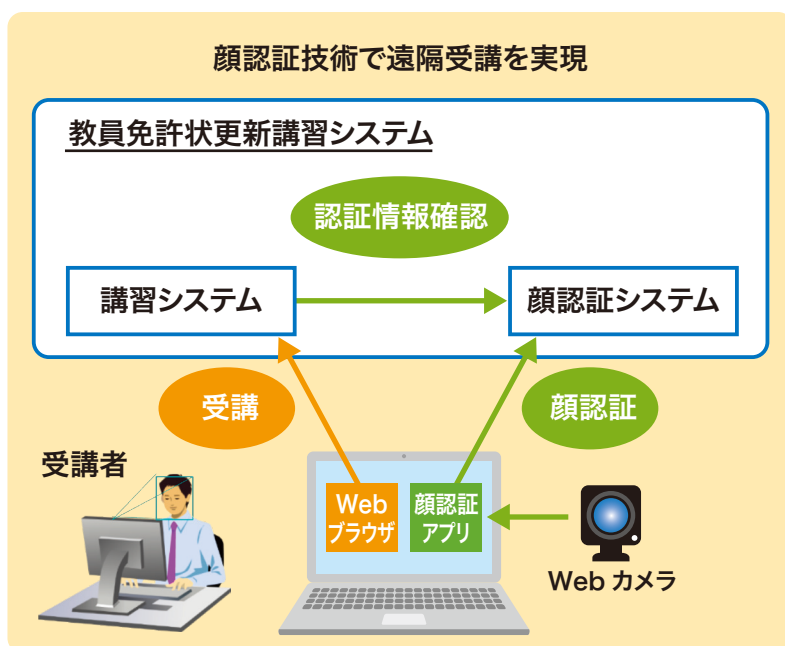 顔認証技術で遠隔受講を実現
教員免許状更新講習システム
認証情報確認
講習システム
顔認証システム
受講
顔認証
受講者
Web
ブラウザ
顔認証
アプリ
Web カメラ